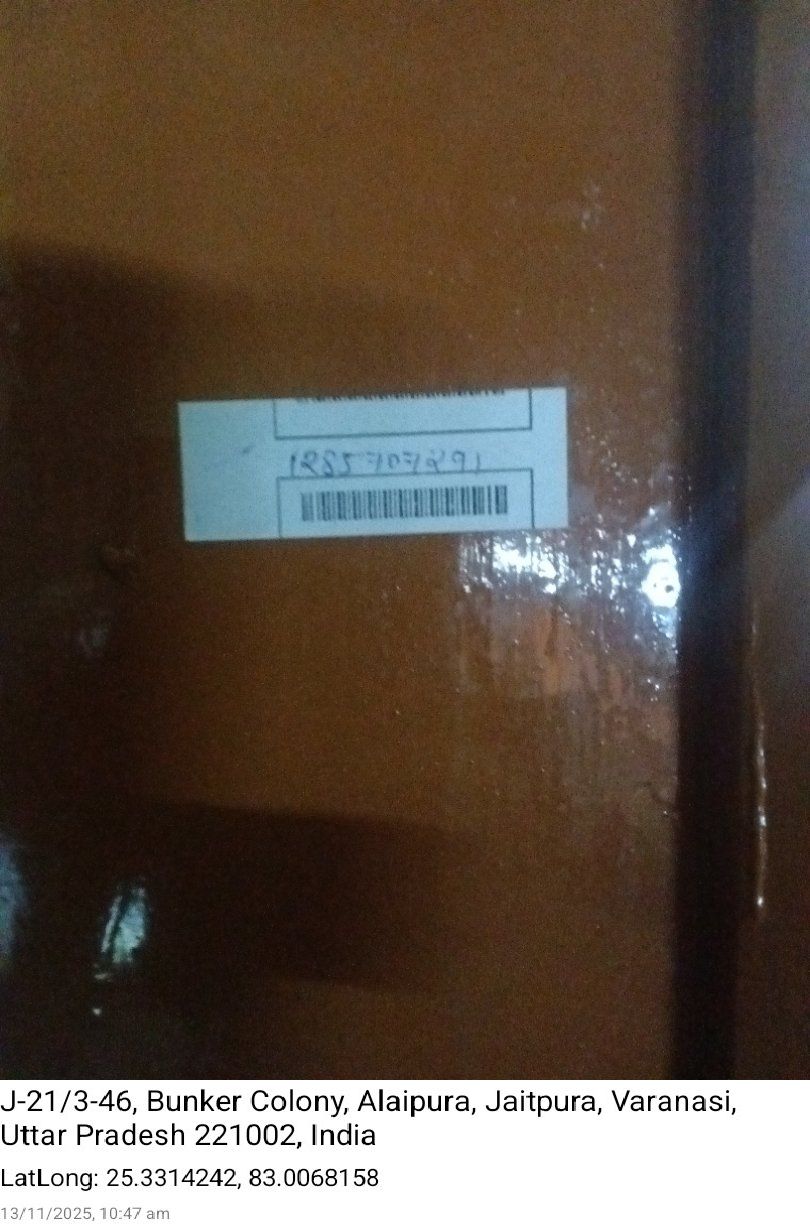 1285707291
J-21/3-46, Bunker Colony, Alaipura, Jaitpura, Varanasi,
Uttar Pradesh 221002, India
LatLong: 25.3314242, 83.0068158
13/11/2025, 10:47 am